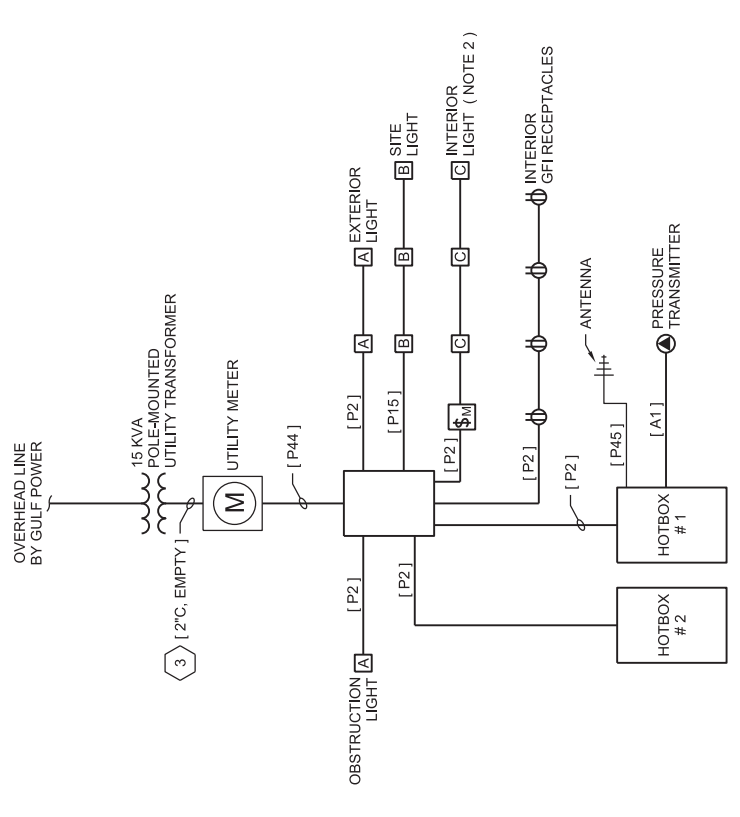 OVERHEAD LINE
BY GULF POWER
15 KVA
POLE-MOUNTED
UTILITY TRANSFORMER
3
[ 2"C, EMPTY ]
M
UTILITY METER
[ P44 ]
OBSTRUCTION
LIGHT
A
[ P2 ]
[ P2 ]
A
A
EXTERIOR
LIGHT
[ P15 ]
B
B
B
SITE
LIGHT
[ P2 ]
$M
C
C
C
INTERIOR
LIGHT ( NOTE 2 )
[ P2 ]
INTERIOR
GFI RECEPTACLES
[ P2 ]
[ P2 ]
HOTBOX
# 2
HOTBOX
# 1
[ P45 ]
ANTENNA
[ A1 ]
PRESSURE
TRANSMITTER